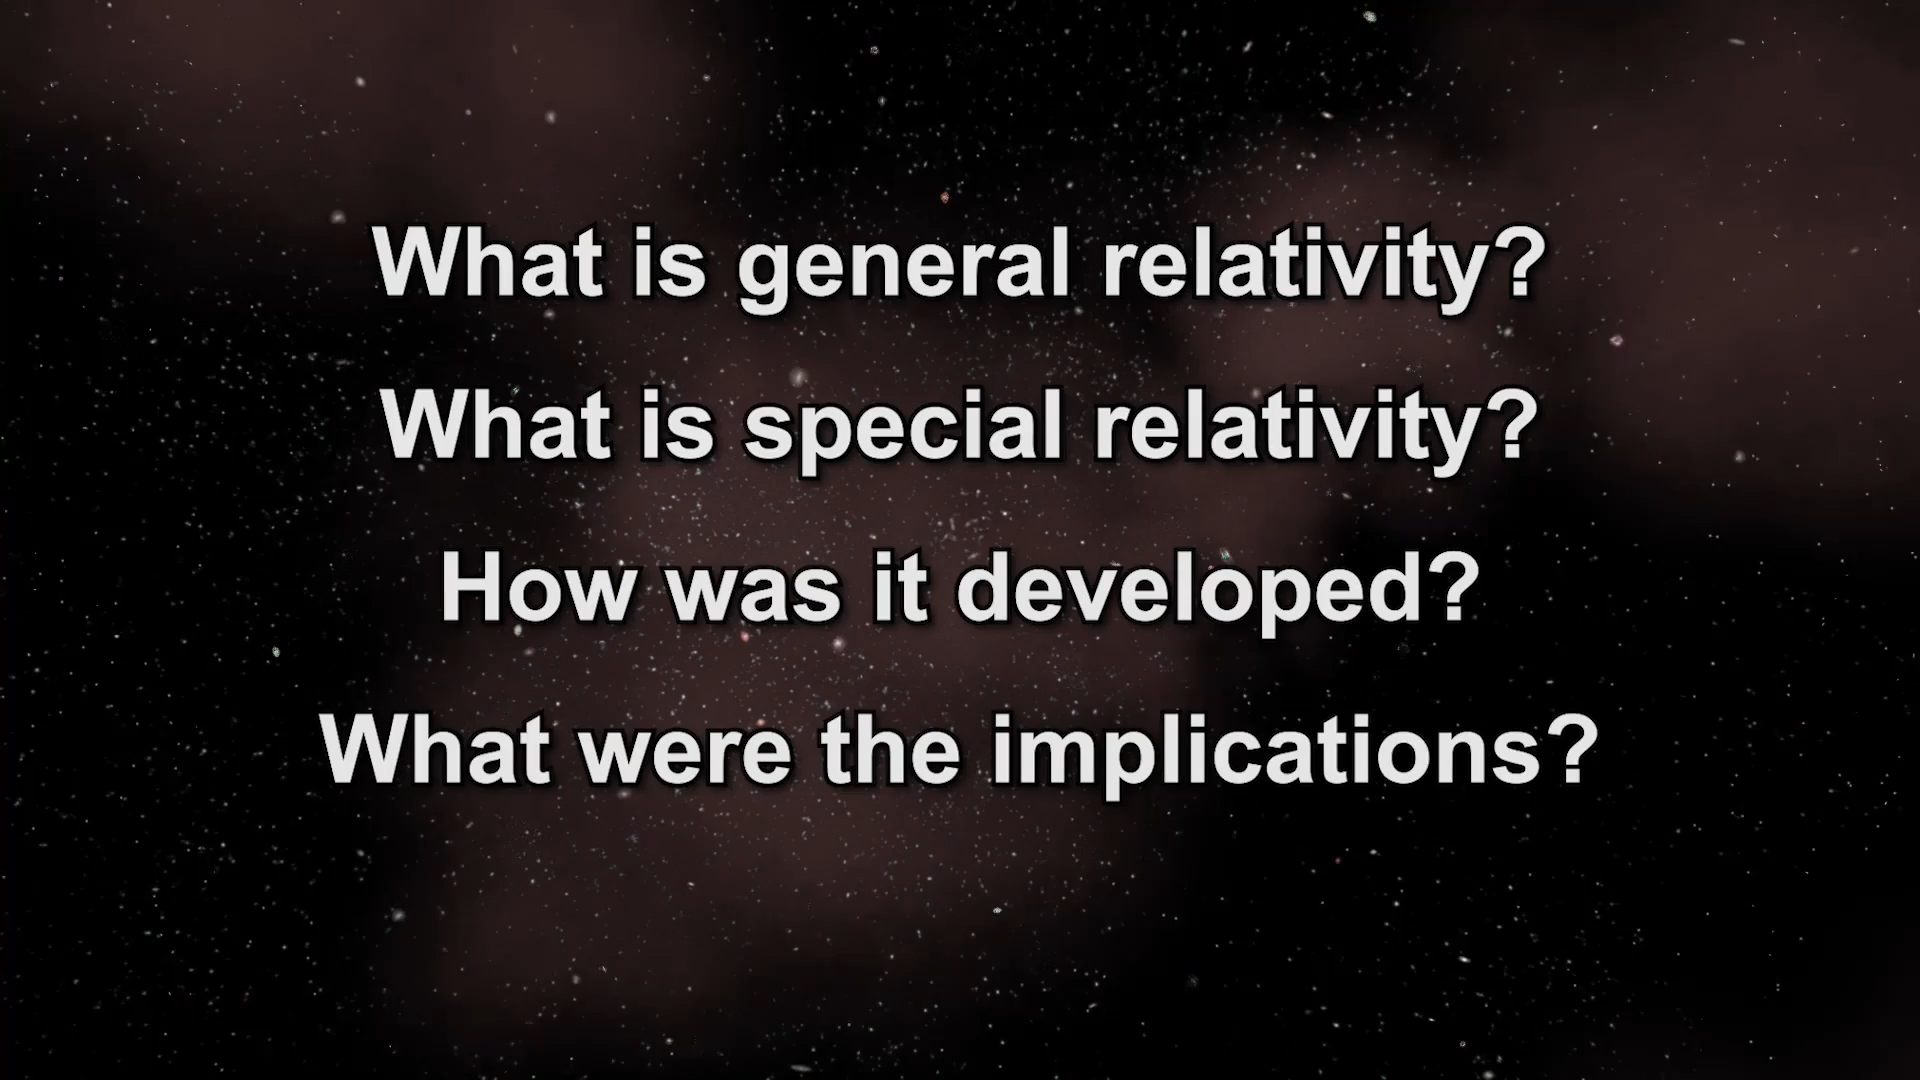 What is general relativity?
What is special relativity?
How was it developed?
What were the implications?